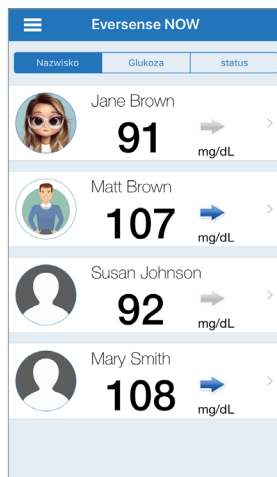 Eversense NOW
Nazwisko Glukoza status
Jane Brown
91
mg/dL
Matt Brown
107
mg/dL
Susan Johnson
92
mg/dL
Mary Smith
108
mg/dL